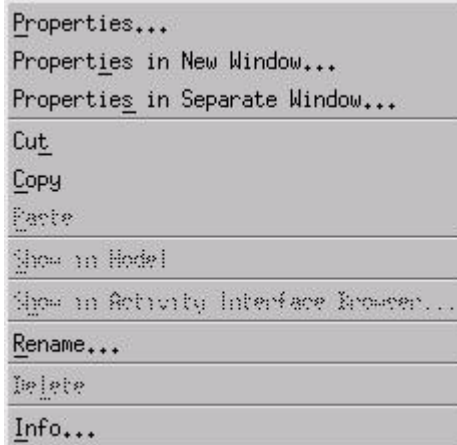 Properties...
Properties in New Window...
Properties in Separate Window...
Cut
Copy
Paste
Show in Model
Show in Activity Interface Browser...
Rename...
Delete
Info...